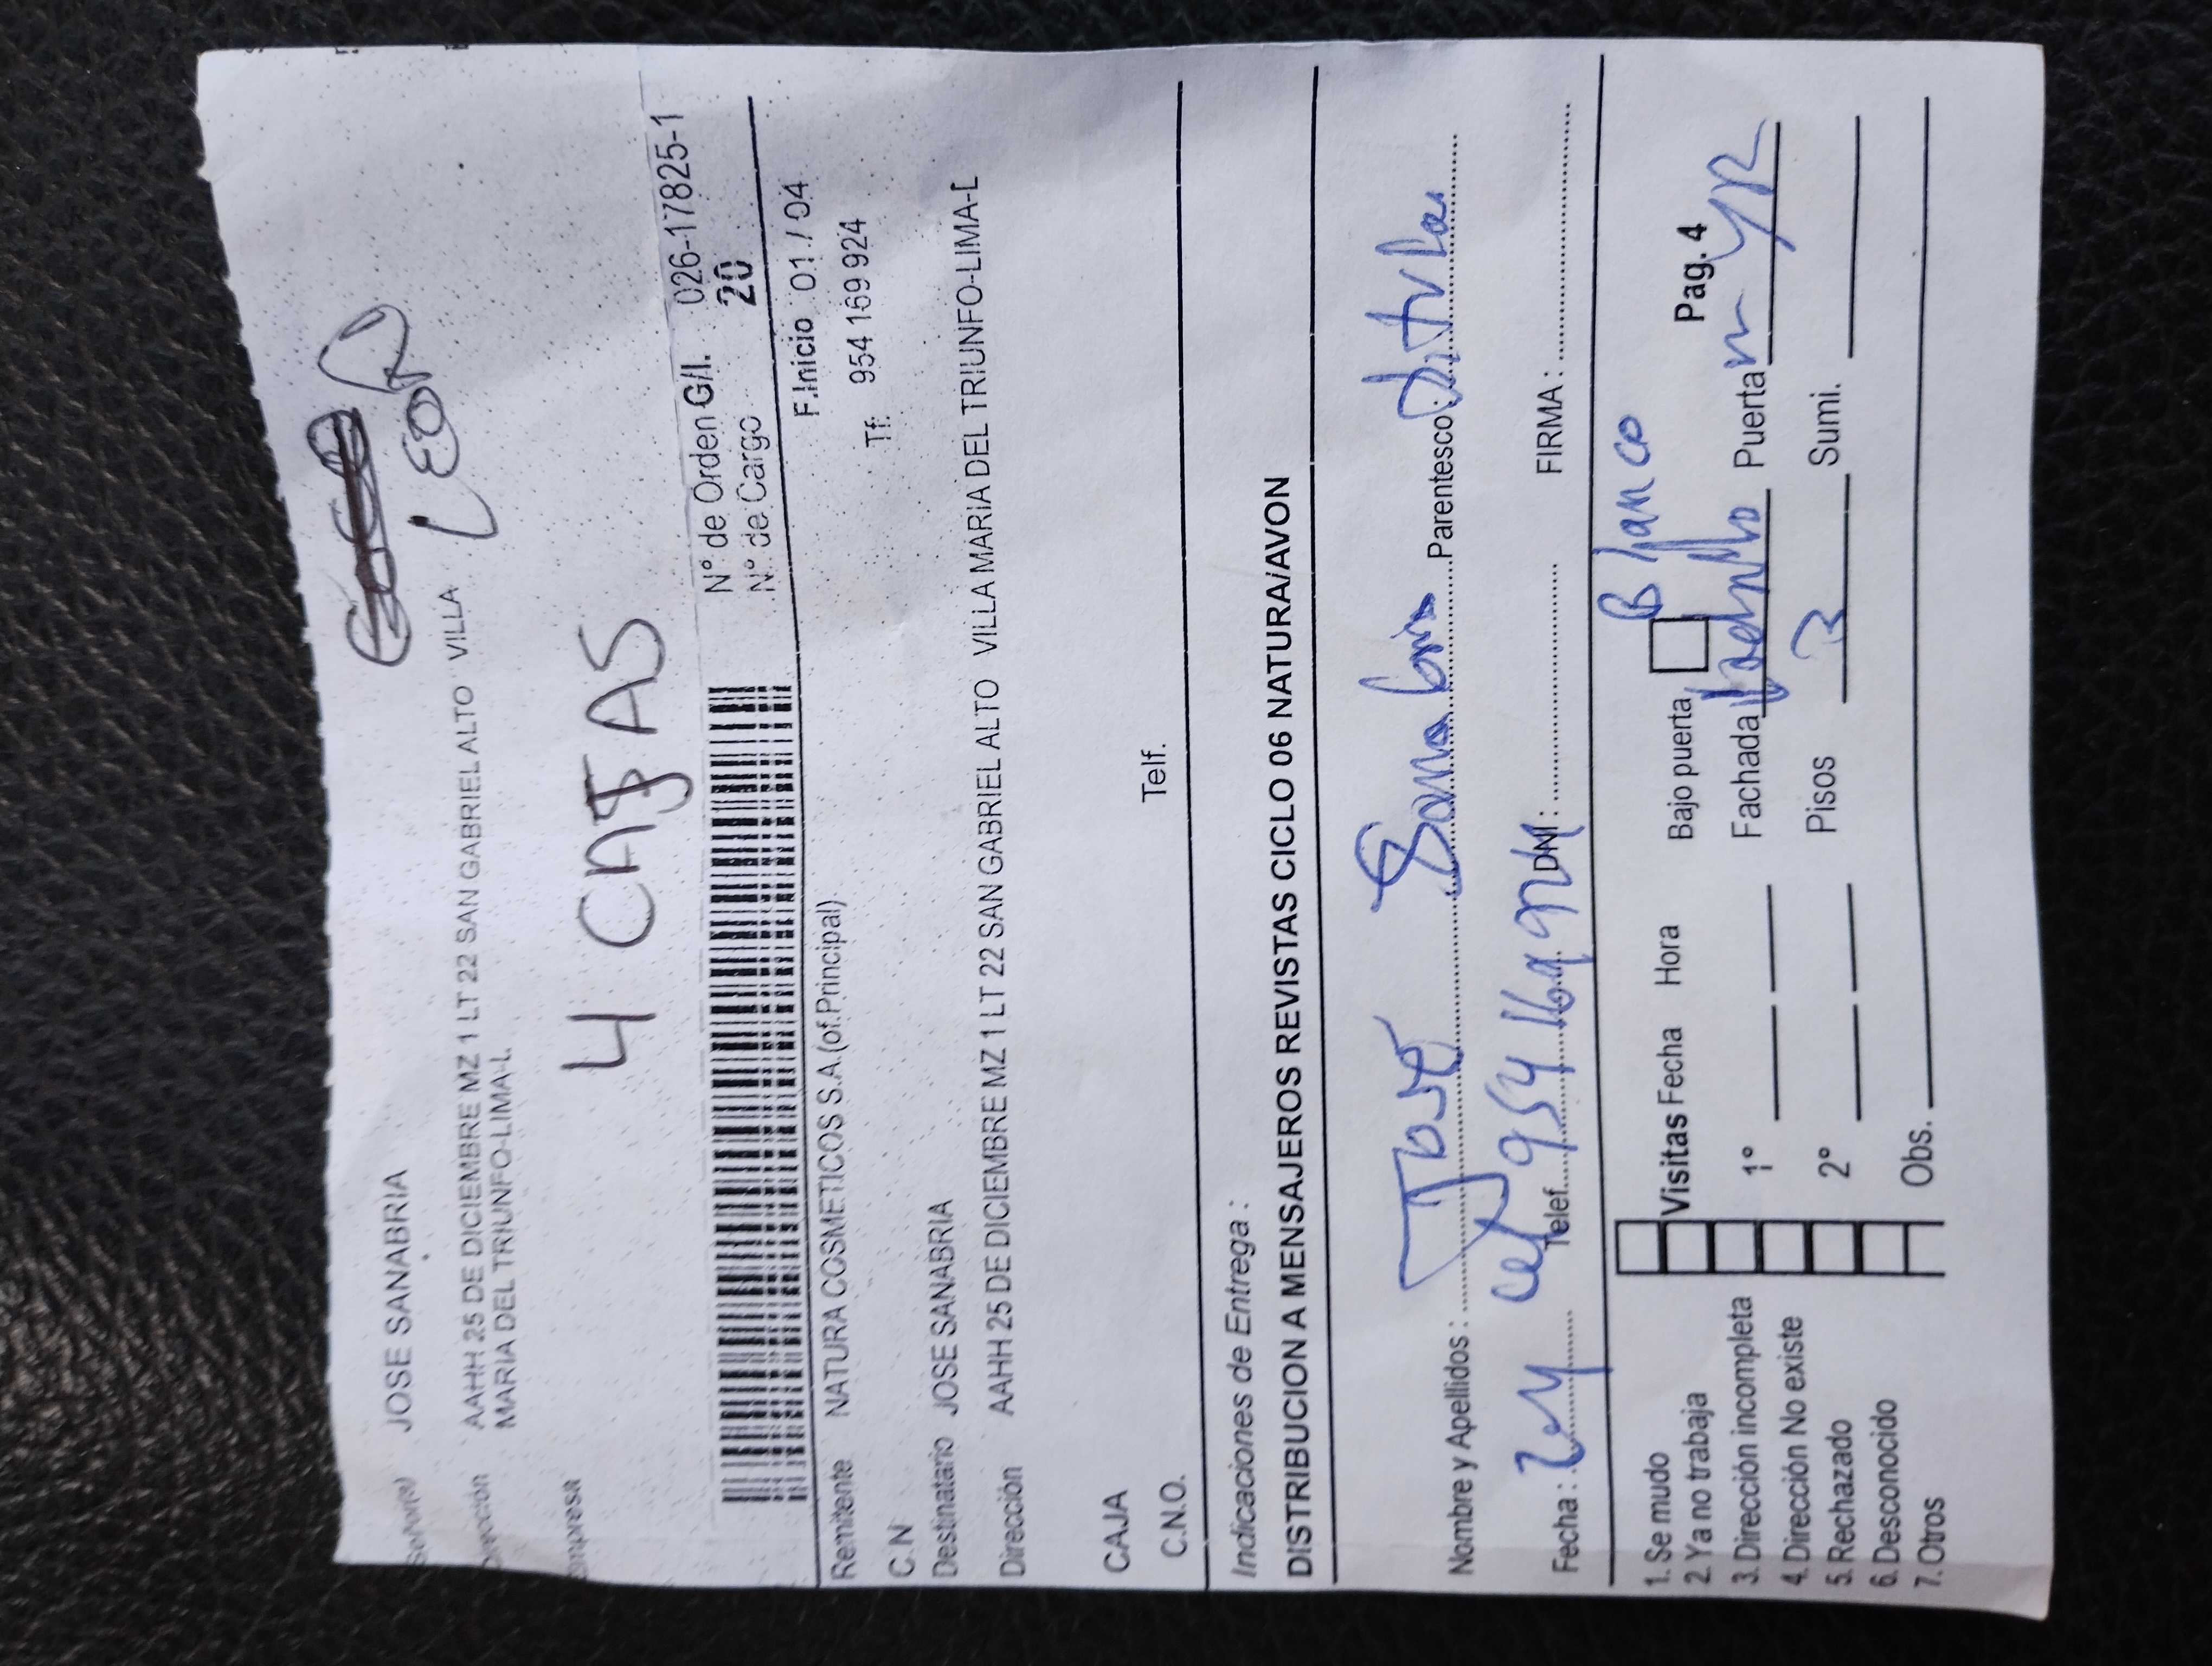 JOSE SANABRIA
LEON
Dirección AAHH 25 DE DICIEMBRE MZ 1 LT 22 SAN GABRIEL ALTO VILLA
MARIA DEL TRIUNFO-LIMA-L
Empresa
4 CAJAS
N° de Orden G/I. 026-17825-1
N° de Cargo 20
F.Inicio 01 / 04
Remitente NATURA COSMETICOS S.A.(of.Principal)
Tf. 954 169 924
C.N
Destinatario JOSE SANABRIA
Dirección AAHH 25 DE DICIEMBRE MZ 1 LT 22 SAN GABRIEL ALTO VILLA MARIA DEL TRIUNFO-LIMA-L
CAJA
C.N.O. Telf.
Indicaciones de Entrega :
DISTRIBUCION A MENSAJEROS REVISTAS CICLO 06 NATURA/AVON
Nombre y Apellidos : Jose Sanabria Parentesco :
Fecha : cel Telef. DNI : FIRMA :
1. Se mudo
2. Ya no trabaja
3. Dirección incompleta
4. Dirección No existe
5. Rechazado
6. Desconocido
7. Otros
Visitas Fecha Hora
1°
2°
Obs.
Bajo puerta Blanco Pag. 4
Fachada Ladrillo Puerta
Pisos 3 Sumi.